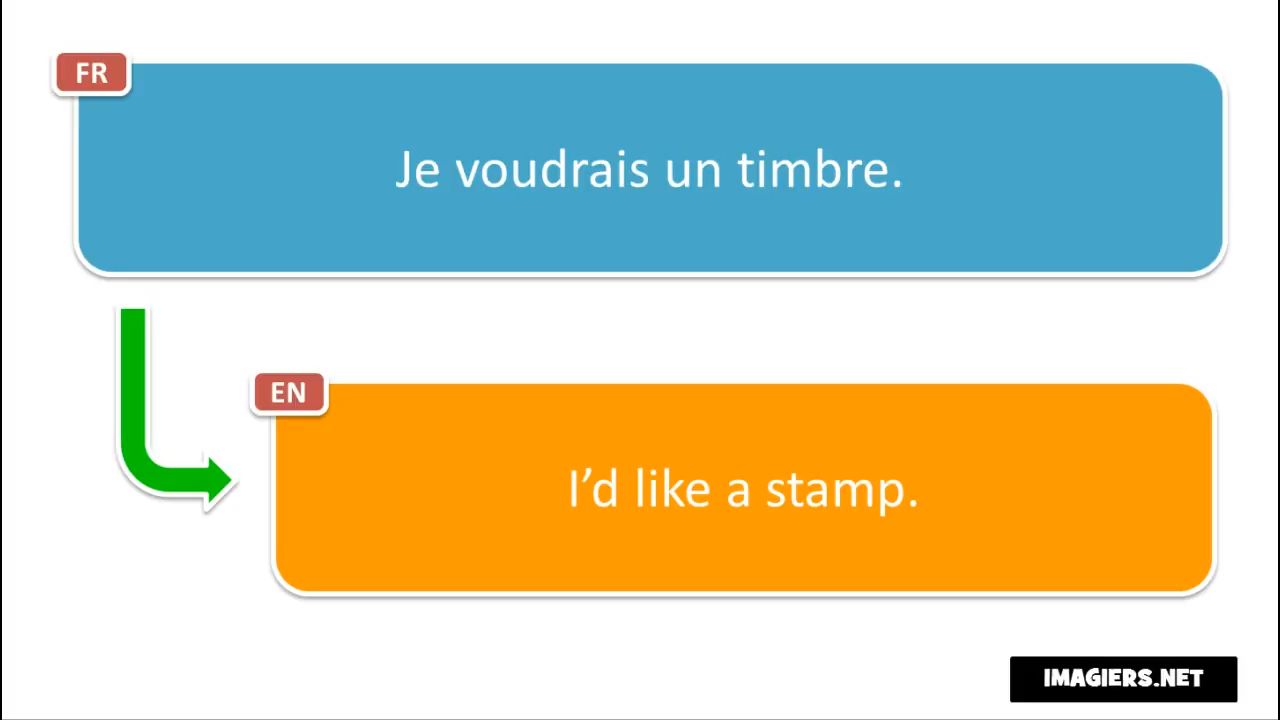 FR
Je voudrais un timbre.
EN
I’d like a stamp.
IMAGIERS.NET